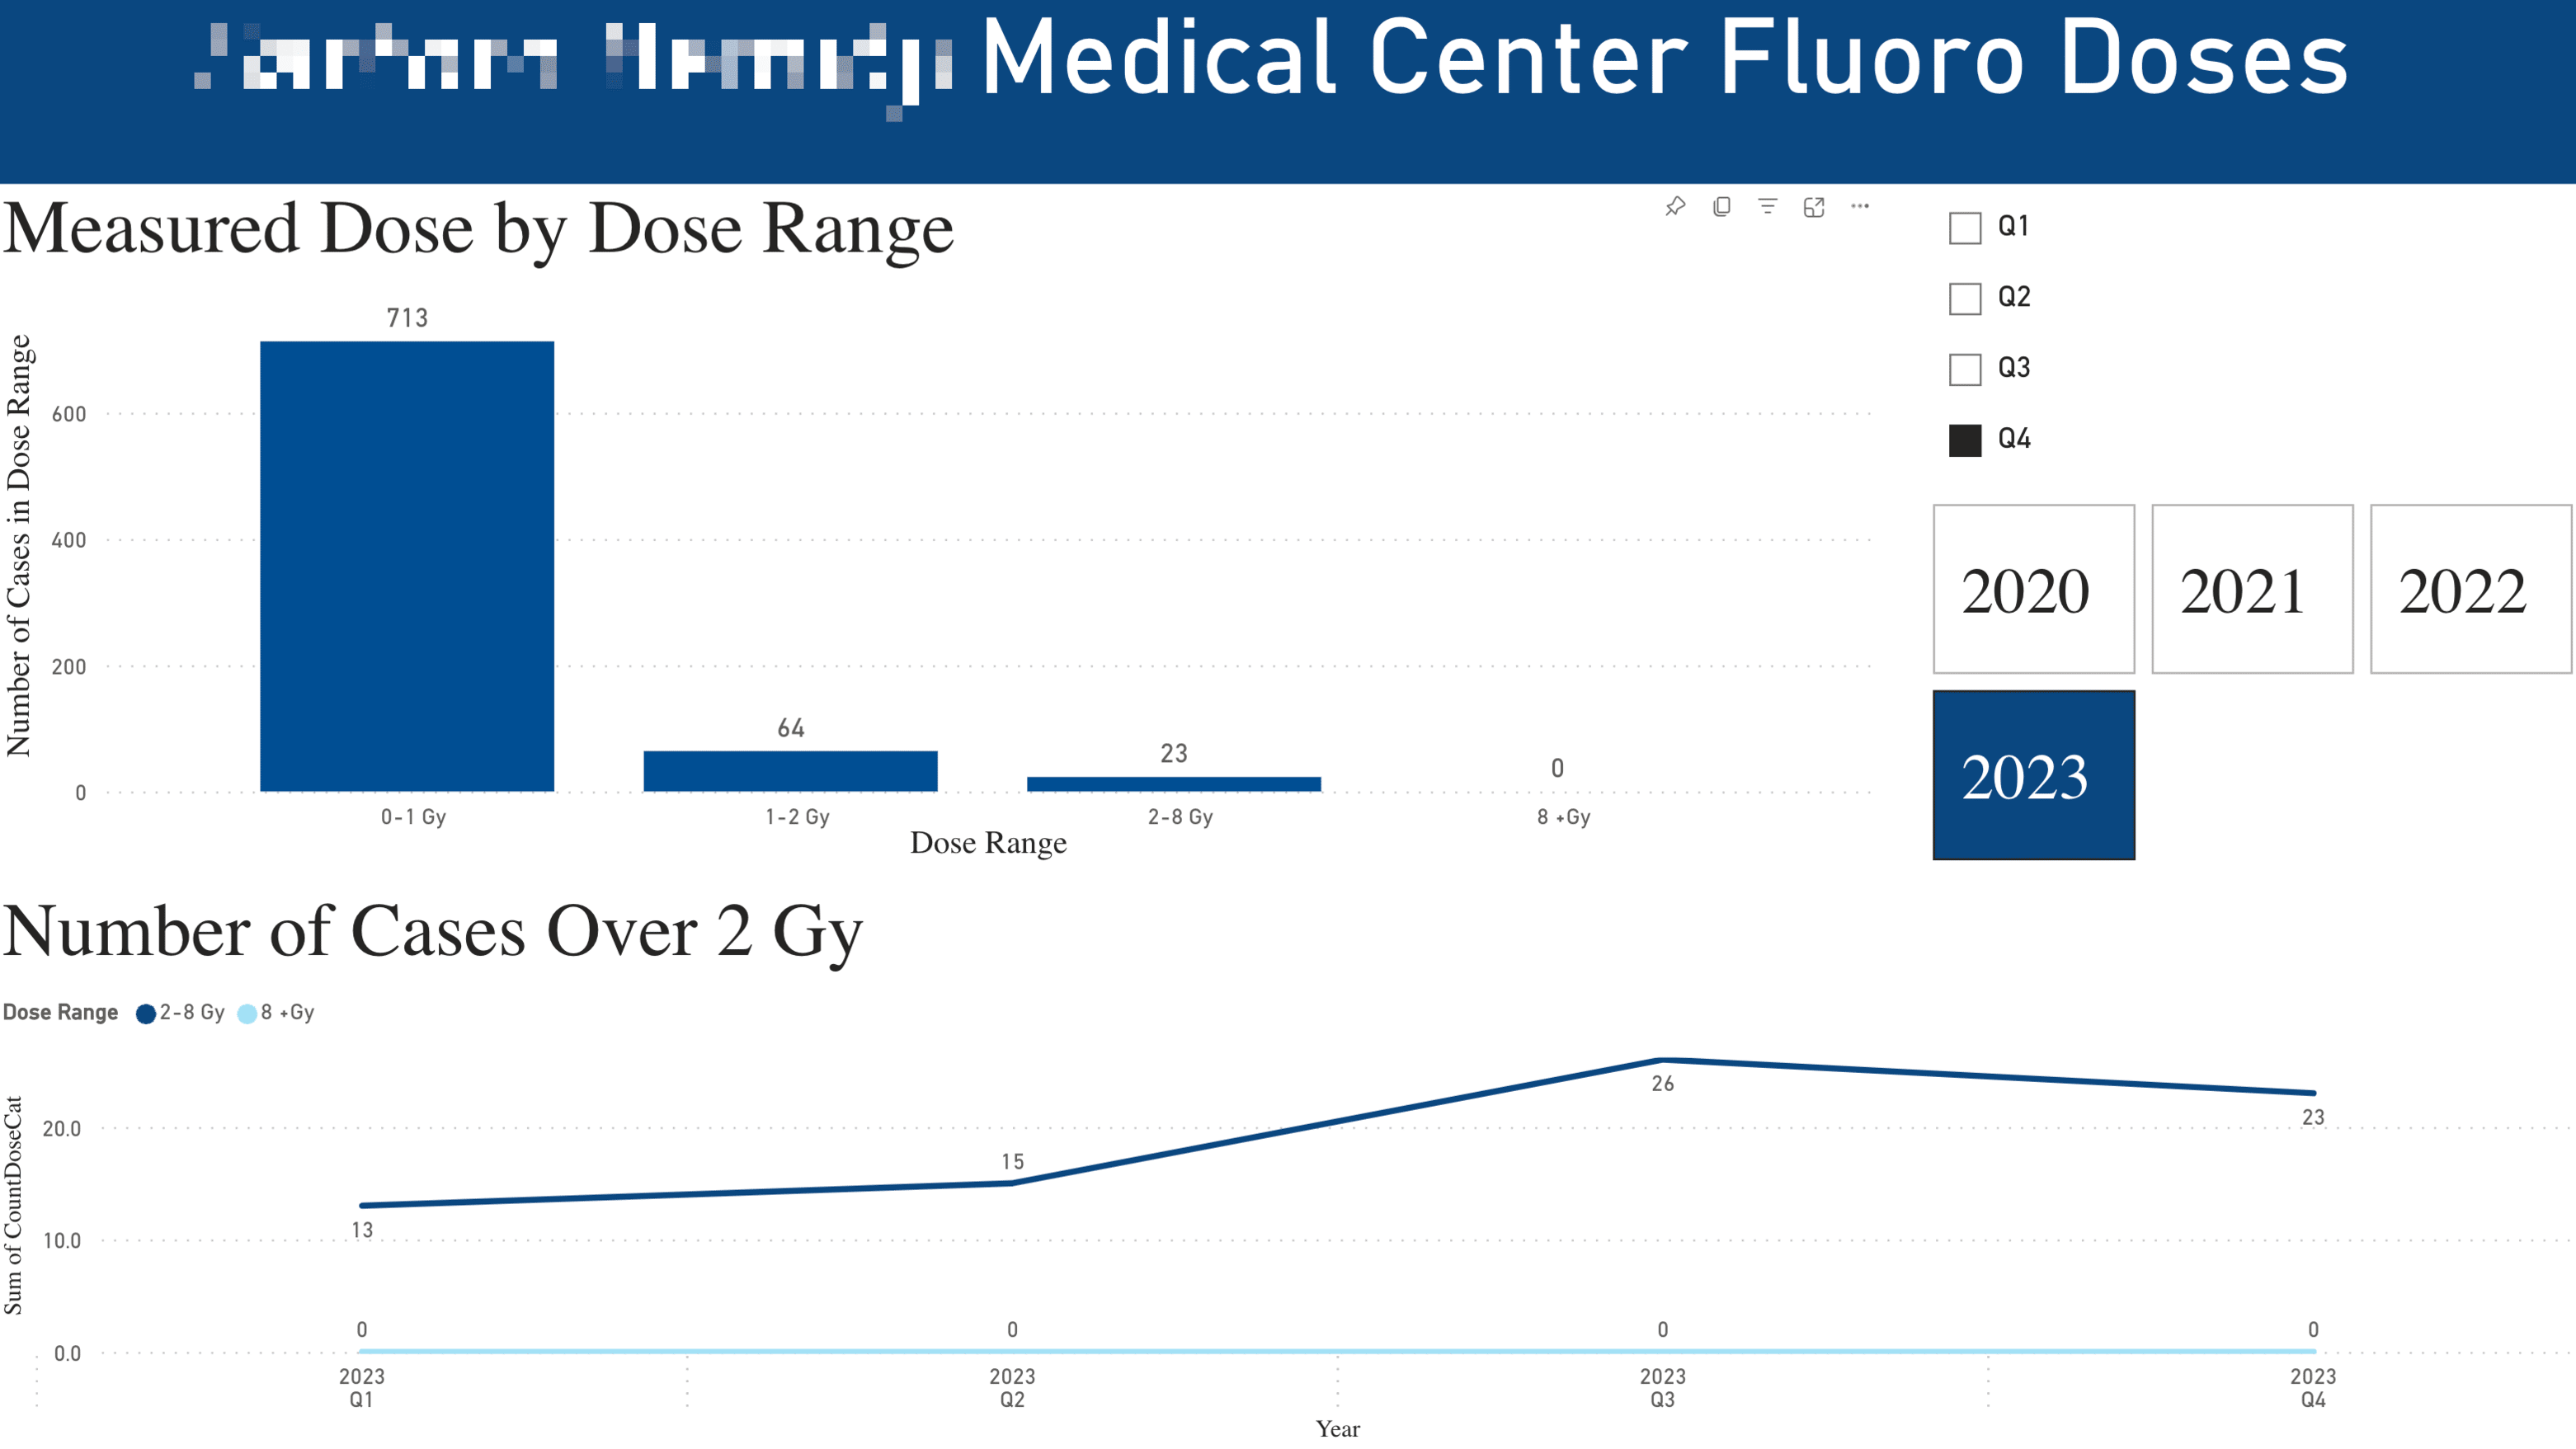 Medical Center Fluoro Doses
Measured Dose by Dose Range
Number of Cases in Dose Range
713
600
400
200
0
64
23
0
0-1 Gy
1-2 Gy
2-8 Gy
8 +Gy
Dose Range
Q1
Q2
Q3
Q4
2020
2021
2022
2023
Number of Cases Over 2 Gy
Dose Range
2-8 Gy
8 +Gy
Sum of CountDoseCat
20.0
10.0
0.0
13
15
26
23
0
0
0
0
2023
Q1
2023
Q2
2023
Q3
2023
Q4
Year